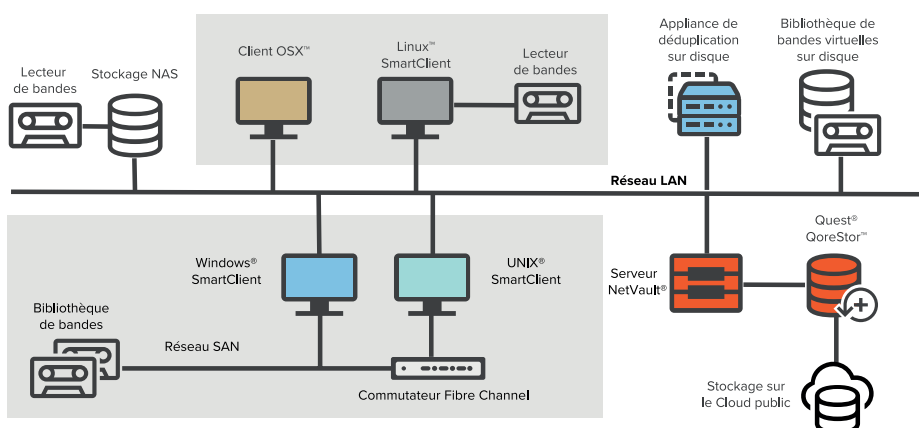 Lecteur
de bandes
Stockage NAS
Client OSX™
Linux™
SmartClient
Lecteur
de bandes
Appliance de
déduplication
sur disque
Bibliothèque de
bandes virtuelles
sur disque
Réseau LAN
Windows®
SmartClient
UNIX®
SmartClient
Serveur
NetVault®
Quest®
QoreStor™
Bibliothèque
de bandes
Réseau SAN
Commutateur Fibre Channel
Stockage sur
le Cloud public